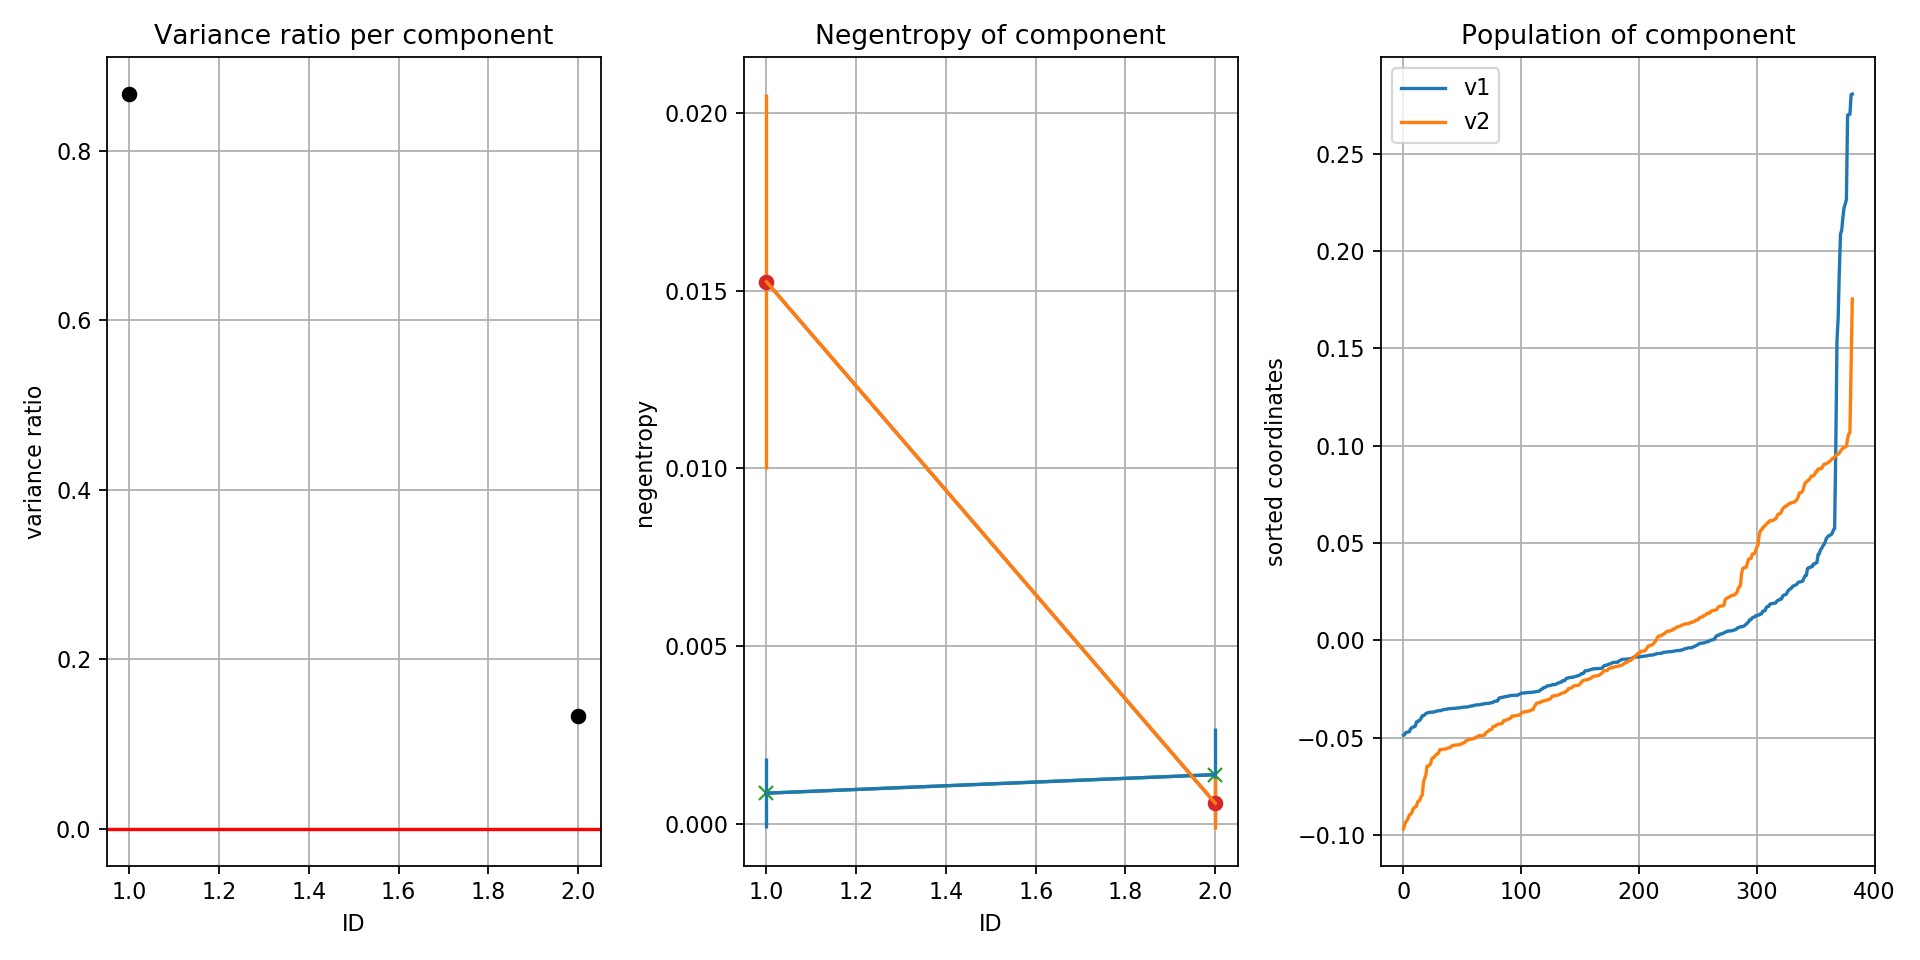 Variance ratio per component
variance ratio
0.8
0.6
0.4
0.2
0.0
1.0 1.2 1.4 1.6 1.8 2.0
ID
Negentropy of component
negentropy
0.020
0.015
0.010
0.005
0.000
1.0 1.2 1.4 1.6 1.8 2.0
ID
Population of component
v1
v2
sorted coordinates
0.25
0.20
0.15
0.10
0.05
0.00
−0.05
−0.10
0 100 200 300 400